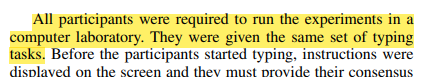 All participants were required to run the experiments in a
computer laboratory. They were given the same set of typing
tasks. Before the participants started typing, instructions were
displayed on the screen and they must provide their consensus